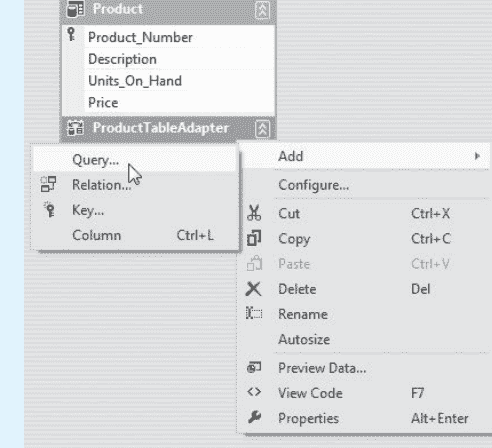 Product
Product_Number
Description
Units_On_Hand
Price
ProductTableAdapter
Query...
Relation...
Key...
Column Ctrl+L
Add
Configure...
Cut Ctrl+X
Copy Ctrl+C
Paste Ctrl+V
Delete Del
Rename
Autosize
Preview Data...
View Code F7
Properties Alt+Enter